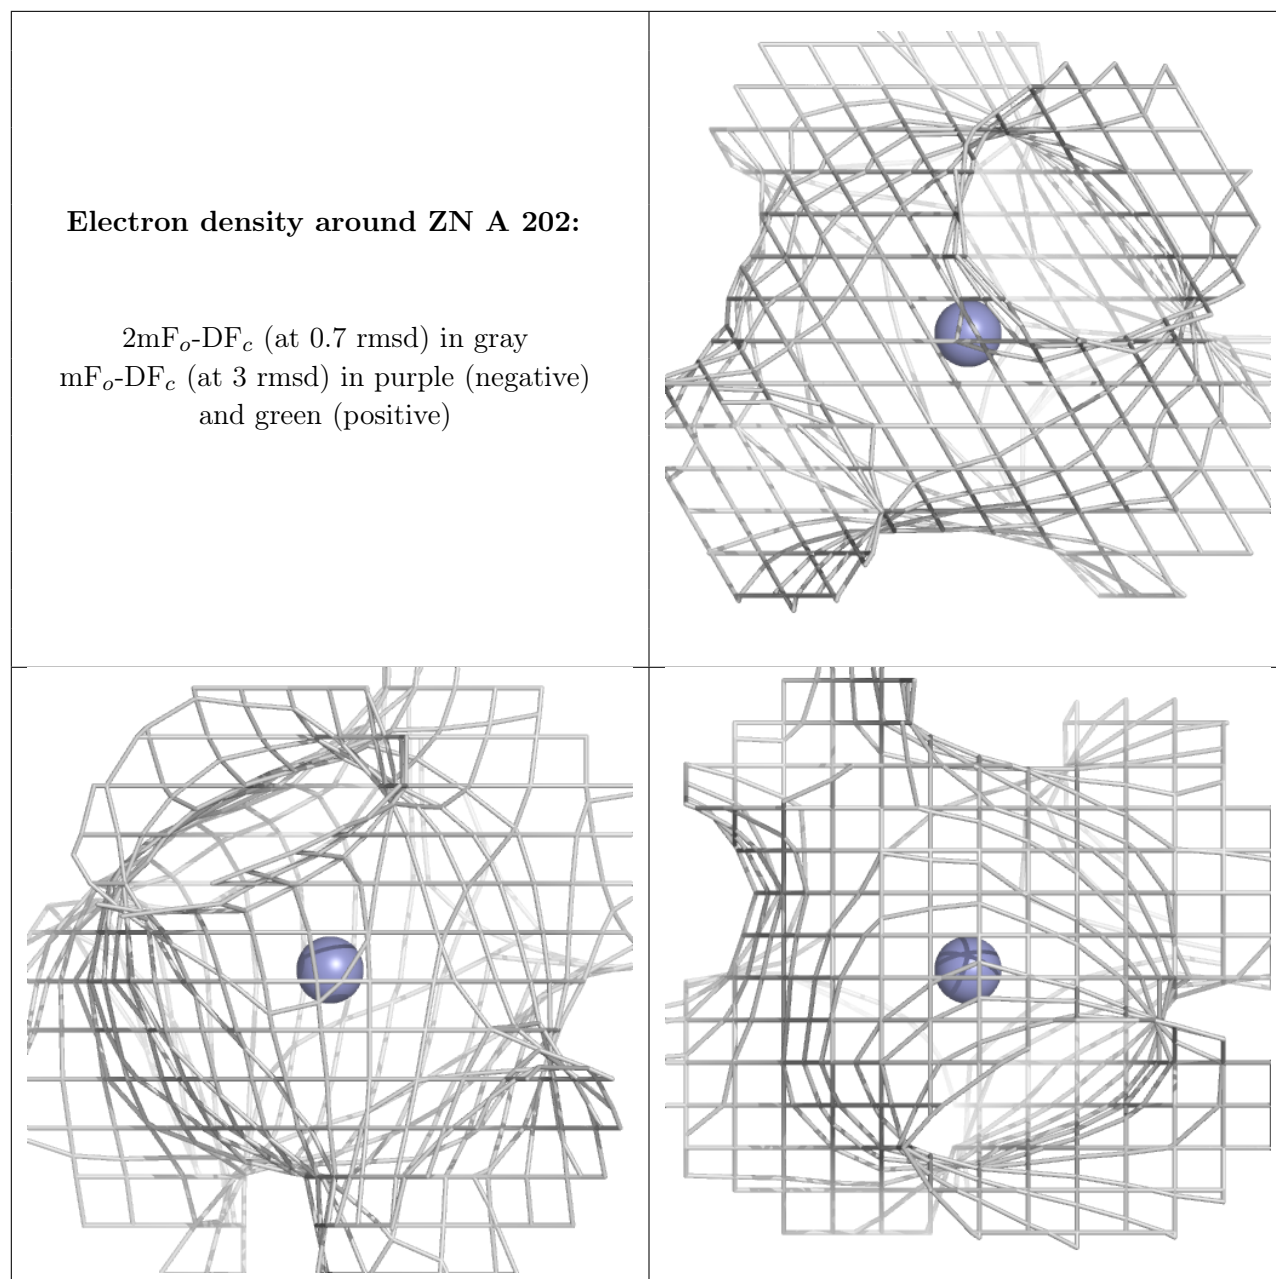 Electron density around ZN A 202:
2mFo-DFc (at 0.7 rmsd) in gray
mFo-DFc (at 3 rmsd) in purple (negative)
and green (positive)